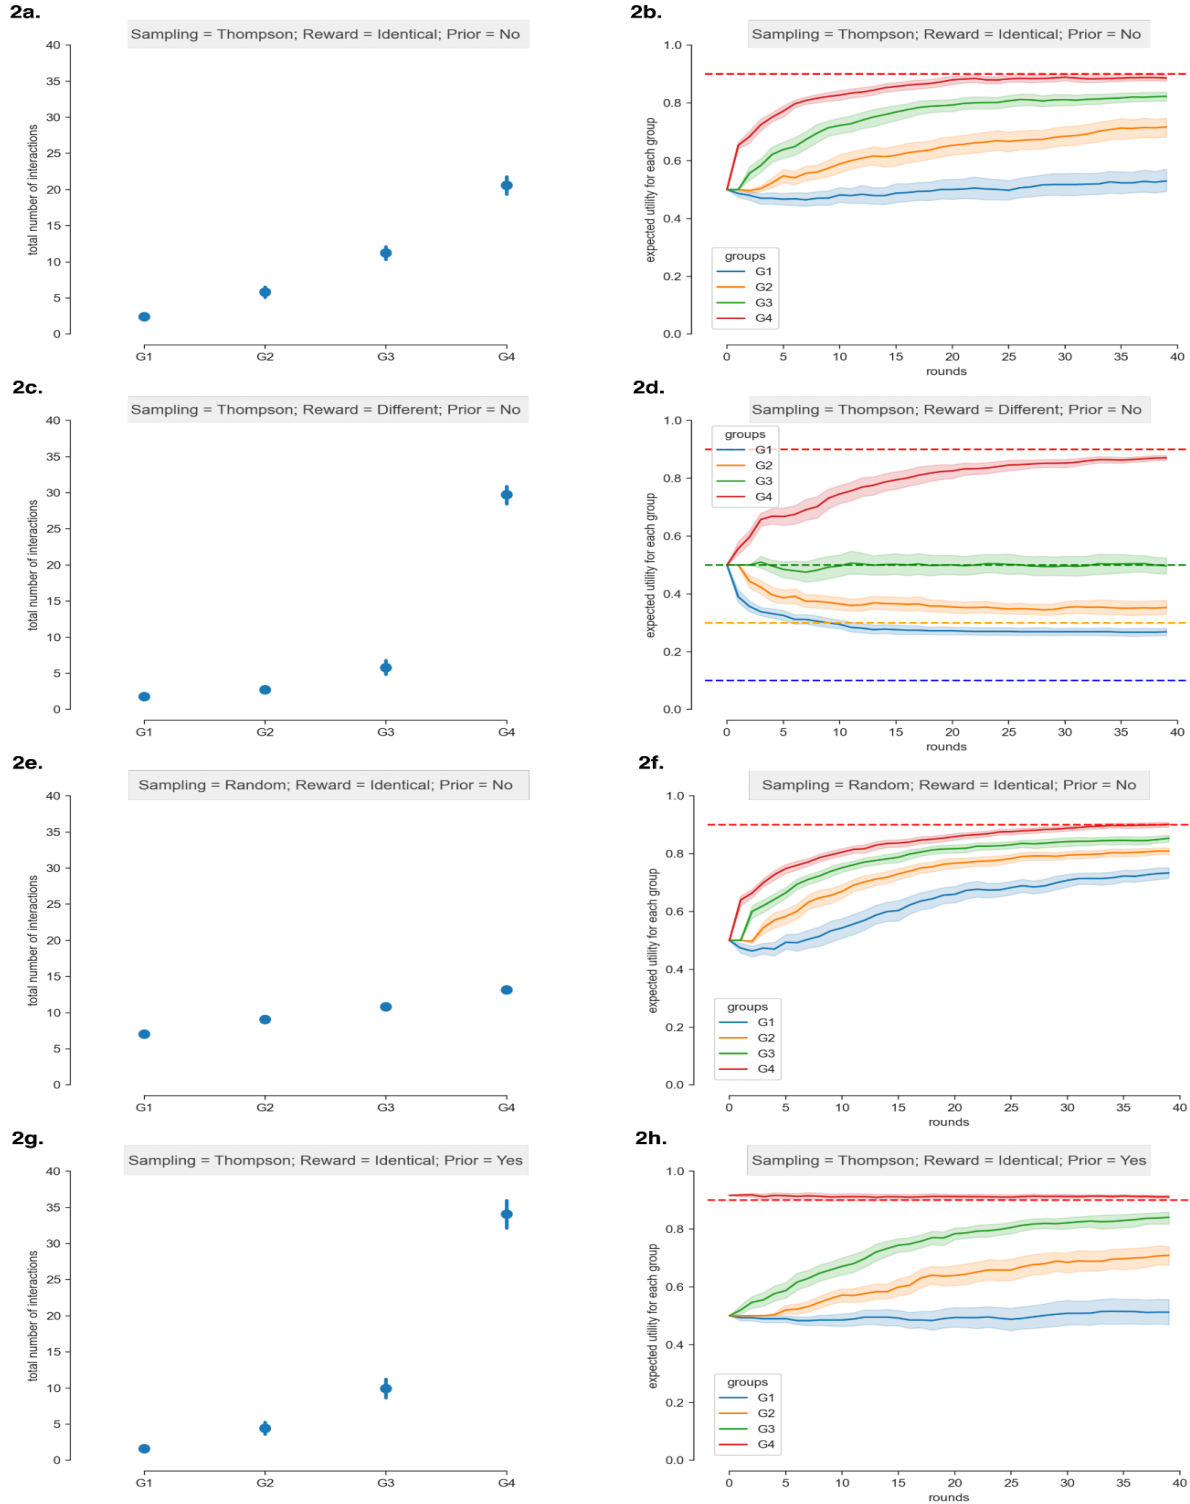 2a.
Sampling = Thompson; Reward = Identical; Prior = No
total number of interactions
40
35
30
25
20
15
10
5
0
G1
G2
G3
G4
2b.
Sampling = Thompson; Reward = Identical; Prior = No
expected utility for each group
1.0
0.8
0.6
0.4
0.2
0.0
groups
G1
G2
G3
G4
0
5
10
15
20
25
30
35
40
rounds
2c.
Sampling = Thompson; Reward = Different; Prior = No
total number of interactions
40
35
30
25
20
15
10
5
0
G1
G2
G3
G4
2d.
Sampling = Thompson; Reward = Different; Prior = No
expected utility for each group
1.0
0.8
0.6
0.4
0.2
0.0
groups
G1
G2
G3
G4
0
5
10
15
20
25
30
35
40
rounds
2e.
Sampling = Random; Reward = Identical; Prior = No
total number of interactions
40
35
30
25
20
15
10
5
0
G1
G2
G3
G4
2f.
Sampling = Random; Reward = Identical; Prior = No
expected utility for each group
1.0
0.8
0.6
0.4
0.2
0.0
groups
G1
G2
G3
G4
0
5
10
15
20
25
30
35
40
rounds
2g.
Sampling = Thompson; Reward = Identical; Prior = Yes
total number of interactions
40
35
30
25
20
15
10
5
0
G1
G2
G3
G4
2h.
Sampling = Thompson; Reward = Identical; Prior = Yes
expected utility for each group
1.0
0.8
0.6
0.4
0.2
0.0
groups
G1
G2
G3
G4
0
5
10
15
20
25
30
35
40
rounds